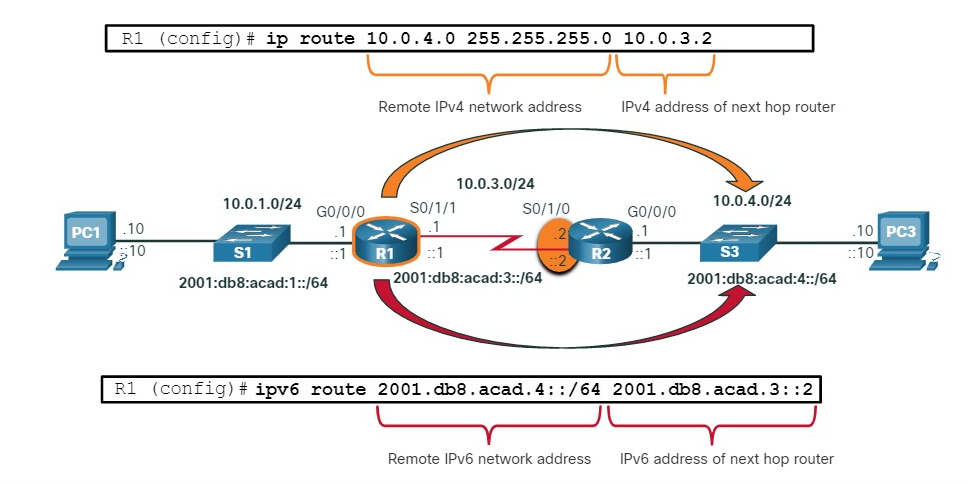 R1 (config)# ip route 10.0.4.0 255.255.255.0 10.0.3.2
Remote IPv4 network address
IPv4 address of next hop router
10.0.3.0/24
10.0.1.0/24
10.0.4.0/24
G0/0/0
S0/1/1
S0/1/0
G0/0/0
PC1
.10
::10
S1
.1
::1
R1
.1
::1
.2
::2
R2
.1
::1
S3
.10
::10
PC3
2001:db8:acad:1::/64
2001:db8:acad:3::/64
2001:db8:acad:4::/64
R1 (config)# ipv6 route 2001.db8.acad.4::/64 2001.db8.acad.3::2
Remote IPv6 network address
IPv6 address of next hop router